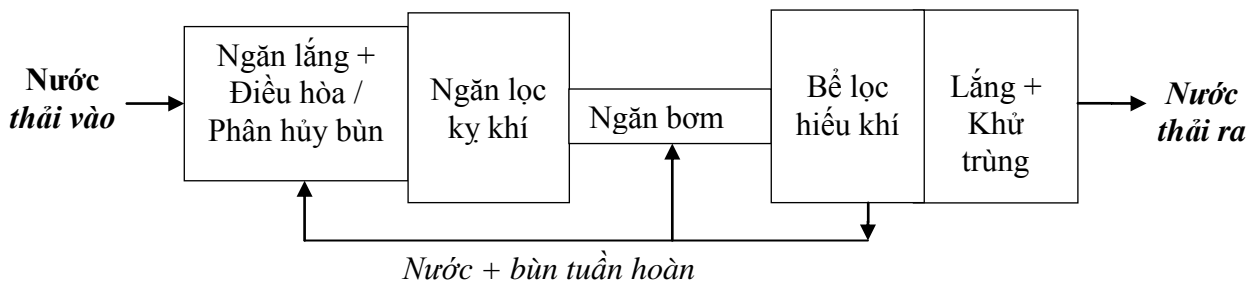 Nước
thải vào
Ngăn lắng +
Điều hòa /
Phân hủy bùn
Ngăn lọc
kỵ khí
Ngăn bơm
Bể lọc
hiếu khí
Lắng +
Khử
trùng
Nước
thải ra
Nước + bùn tuần hoàn